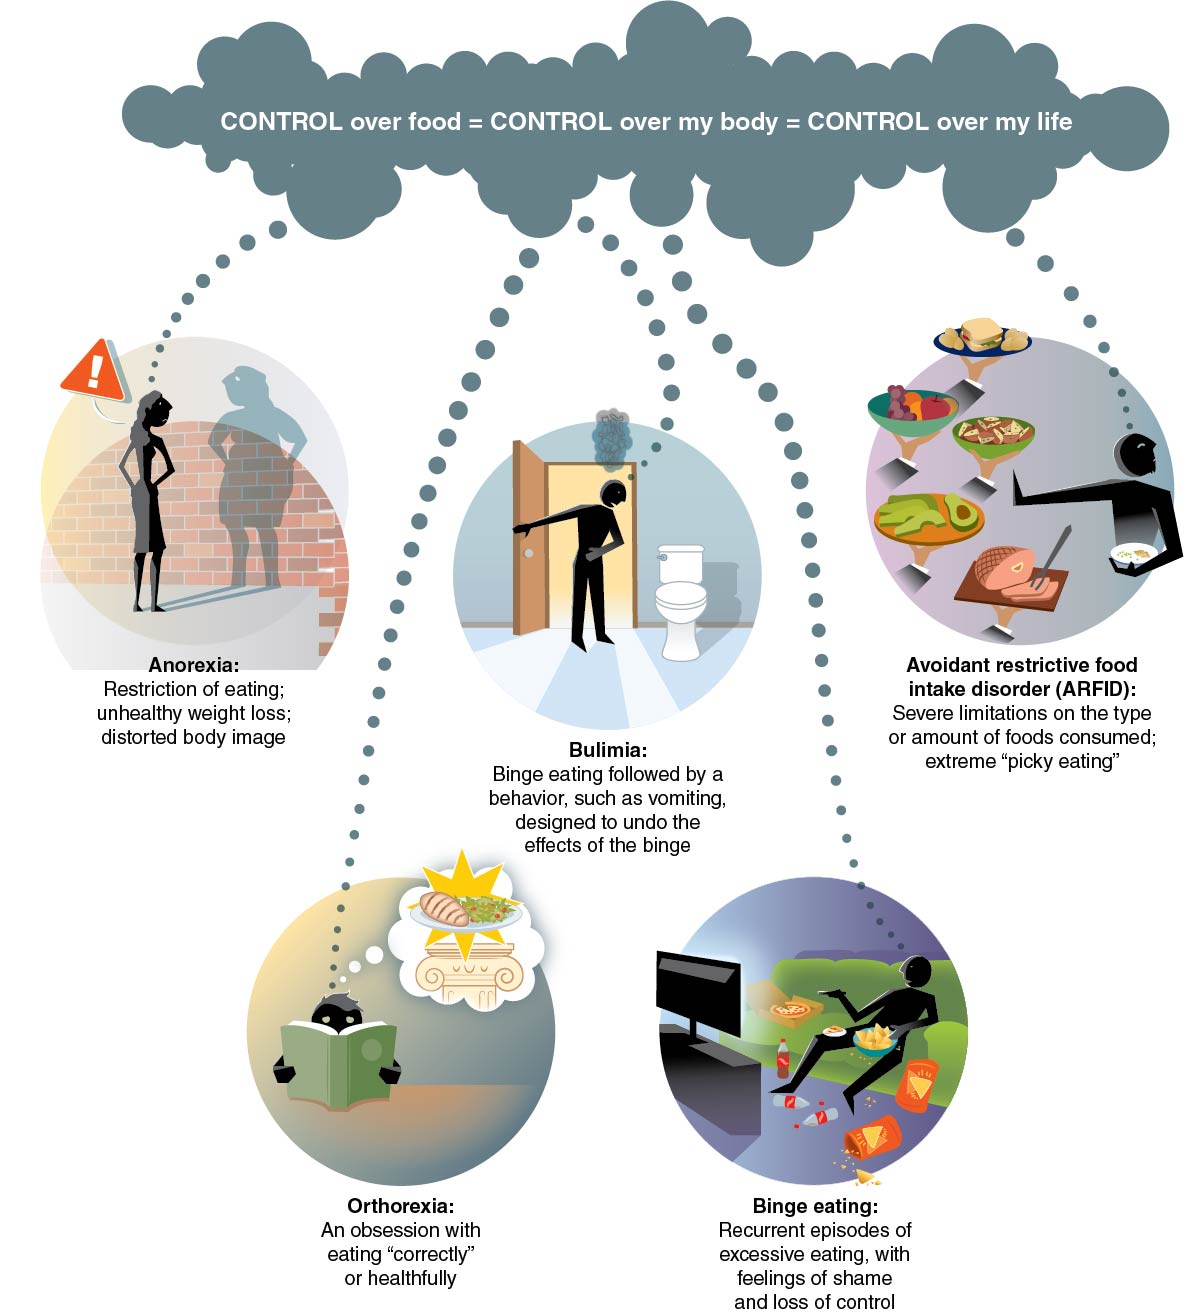 CONTROL over food = CONTROL over my body = CONTROL over my life
!
Anorexia:
Restriction of eating;
unhealthy weight loss;
distorted body image
Bulimia:
Binge eating followed by a
behavior, such as vomiting,
designed to undo the
effects of the binge
Avoidant restrictive food
intake disorder (ARFID):
Severe limitations on the type
or amount of foods consumed;
extreme “picky eating”
Orthorexia:
An obsession with
eating “correctly”
or healthfully
Binge eating:
Recurrent episodes of
excessive eating, with
feelings of shame
and loss of control